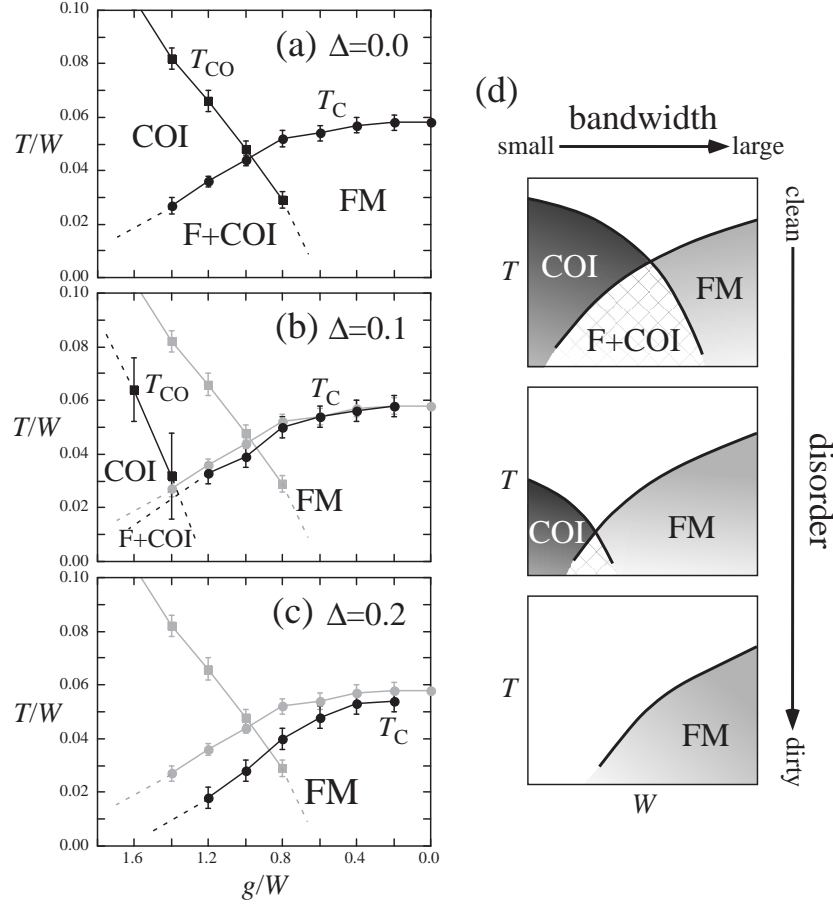 (a) Δ=0.0
0.10
0.08
0.06
0.04
0.02
0.00
T/W
T_CO
T_C
COI
F+COI
FM
(b) Δ=0.1
0.10
0.08
0.06
0.04
0.02
0.00
T/W
T_CO
T_C
COI
F+COI
FM
(c) Δ=0.2
0.10
0.08
0.06
0.04
0.02
0.00
T/W
T_C
FM
1.6 1.2 0.8 0.4 0.0
g/W
(d)
bandwidth
small large
clean
disorder
dirty
T
COI
FM
F+COI
T
COI
FM
T
FM
W